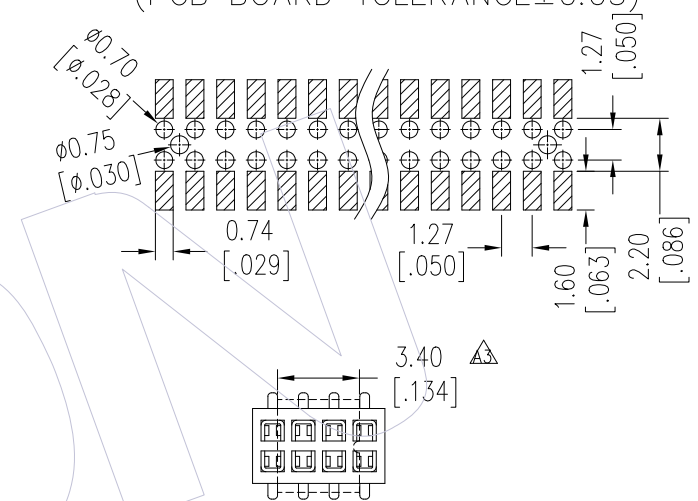 (PCB BOARD TOLERANCE±0.05)
ø0.70
[ø.028]
1.27
[.050]
ø0.75
[ø.030]
0.74
[.029]
1.27
[.050]
1.60
[.063]
2.20
[.086]
3.40
[.134]
A3